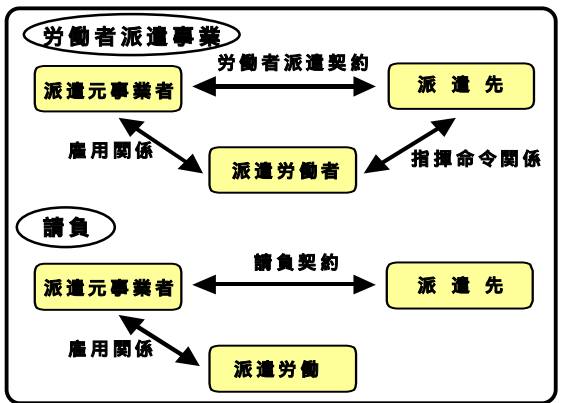 労働者派遣事業
労働者派遣契約
派遣元事業者
派遣先
雇用関係
指揮命令関係
派遣労働者
請負
請負契約
派遣元事業者
派遣先
雇用関係
派遣労働